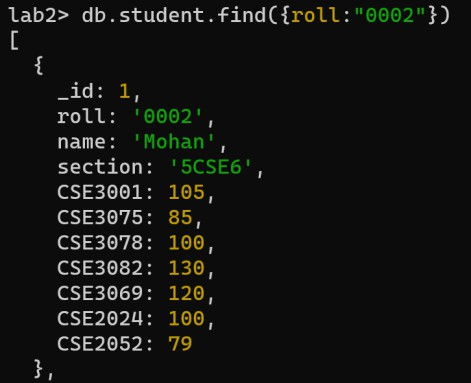 lab2> db.student.find({roll:"0002"})
[
  {
    _id: 1,
    roll: '0002',
    name: 'Mohan',
    section: '5CSE6',
    CSE3001: 105,
    CSE3075: 85,
    CSE3078: 100,
    CSE3082: 130,
    CSE3069: 120,
    CSE2024: 100,
    CSE2052: 79
  },